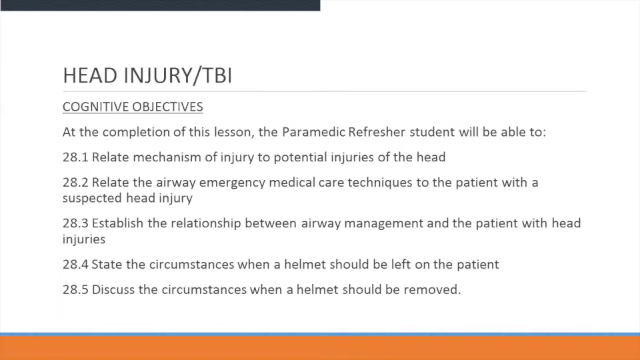 HEAD INJURY/TBI
COGNITIVE OBJECTIVES
At the completion of this lesson, the Paramedic Refresher student will be able to:
28.1 Relate mechanism of injury to potential injuries of the head
28.2 Relate the airway emergency medical care techniques to the patient with a
suspected head injury
28.3 Establish the relationship between airway management and the patient with head
injuries
28.4 State the circumstances when a helmet should be left on the patient
28.5 Discuss the circumstances when a helmet should be removed.